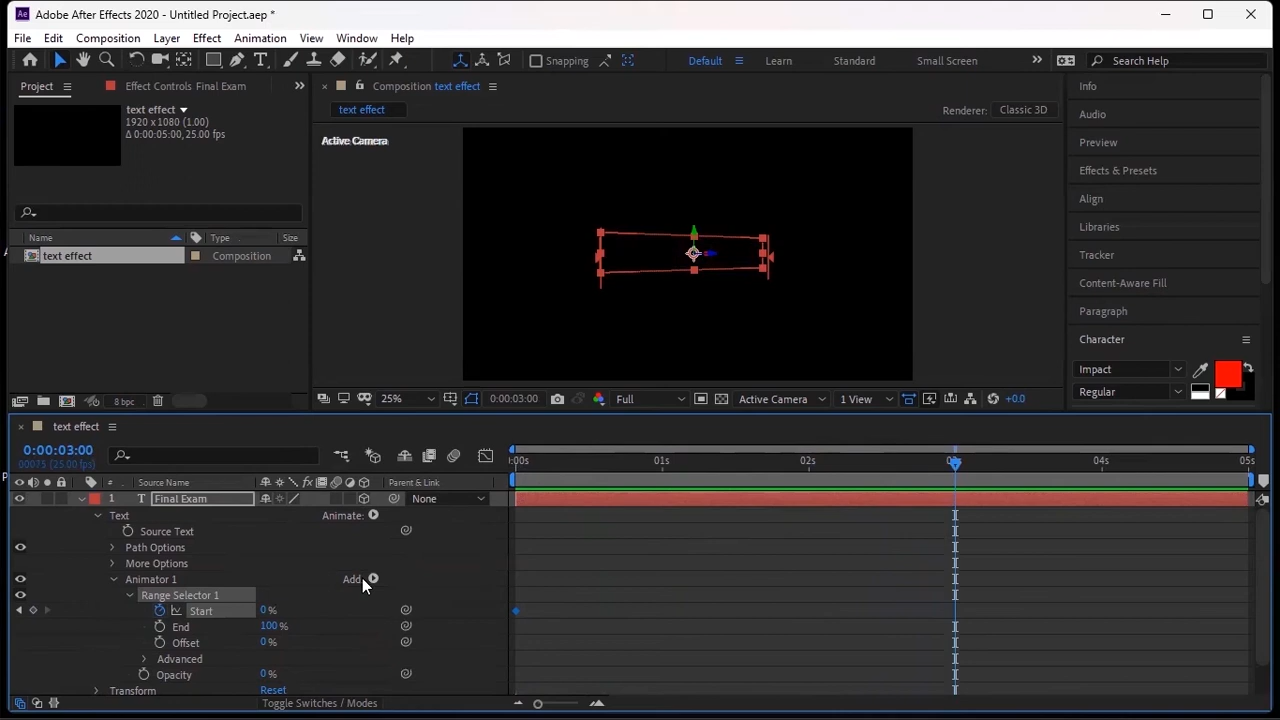 Adobe After Effects 2020 - Untitled Project.aep *
File Edit Composition Layer Effect Animation View Window Help
Snapping Default Learn Standard Small Screen Search Help
Project Effect Controls Final Exam
Composition text effect
Info
text effect
1920 x 1080 (1.00)
Δ 0:00:05:00, 25.00 fps
text effect
Renderer: Classic 3D
Active Camera
Audio
Preview
Effects & Presets
Align
Libraries
Tracker
Content-Aware Fill
Paragraph
Character
Impact
Regular
Name Type Size
text effect Composition
8 bpc
25% 0:00:03:00 Full Active Camera 1 View +0.0
text effect
0:00:03:00
00075 (25.00 fps)
:00s 01s 02s 03s 04s 05s
Source Name Parent & Link
1 T Final Exam None
Text Animate:
Source Text
Path Options
More Options
Animator 1 Add:
Range Selector 1
Start 0 %
End 100 %
Offset 0 %
Advanced
Opacity 0 %
Transform Reset
Toggle Switches / Modes